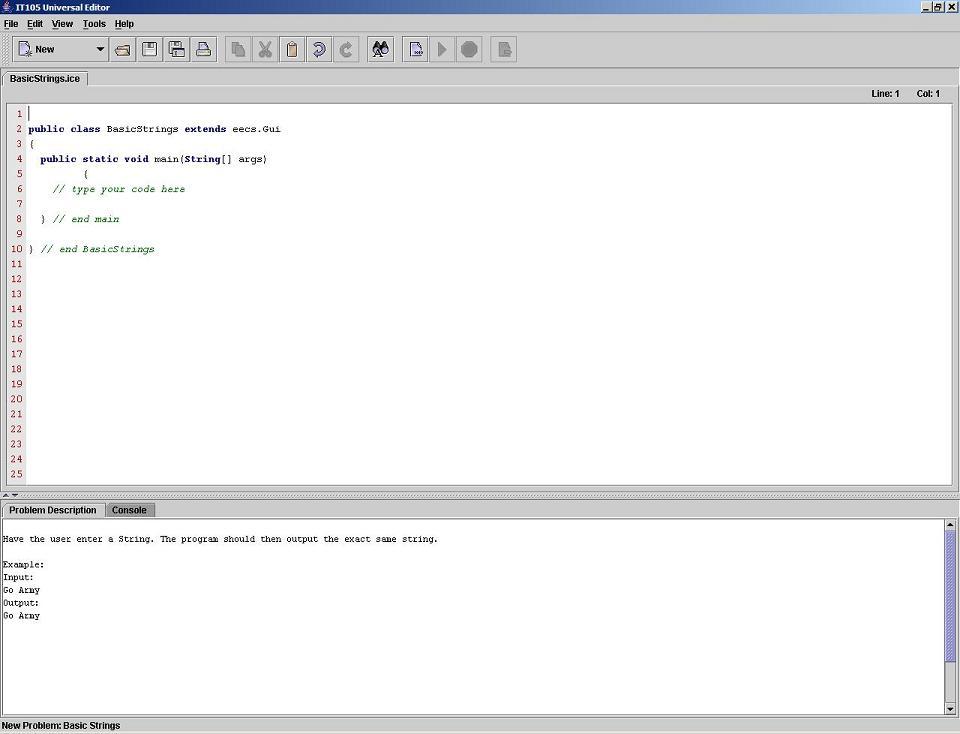 IT105 Universal Editor
File Edit View Tools Help
New
BasicStrings.ice
Line: 1 Col: 1
1
2 public class BasicStrings extends eecs.Gui
3 {
4 public static void main(String[] args)
5 {
6 // type your code here
7
8 } // end main
9
10 } // end BasicStrings
11
12
13
14
15
16
17
18
19
20
21
22
23
24
25
Problem Description Console
Have the user enter a String. The program should then output the exact same string.
Example:
Input:
Go Army
Output:
Go Army
New Problem: Basic Strings